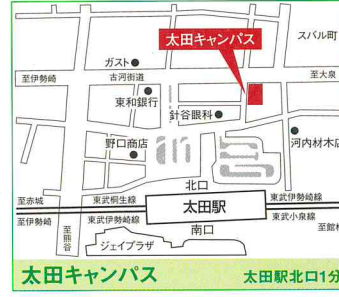 太田キャンパス
スバル町
ガスト
至伊勢崎
古河街道
至大泉
東和銀行
針谷眼科
野口商店
河内材木店
北口
至赤城
東武桐生線
太田駅
東武伊勢崎線
至伊勢崎
東武伊勢崎線
東武小泉線
至館林
至熊谷
南口
ジェイプラザ
太田キャンパス
太田駅北口1分